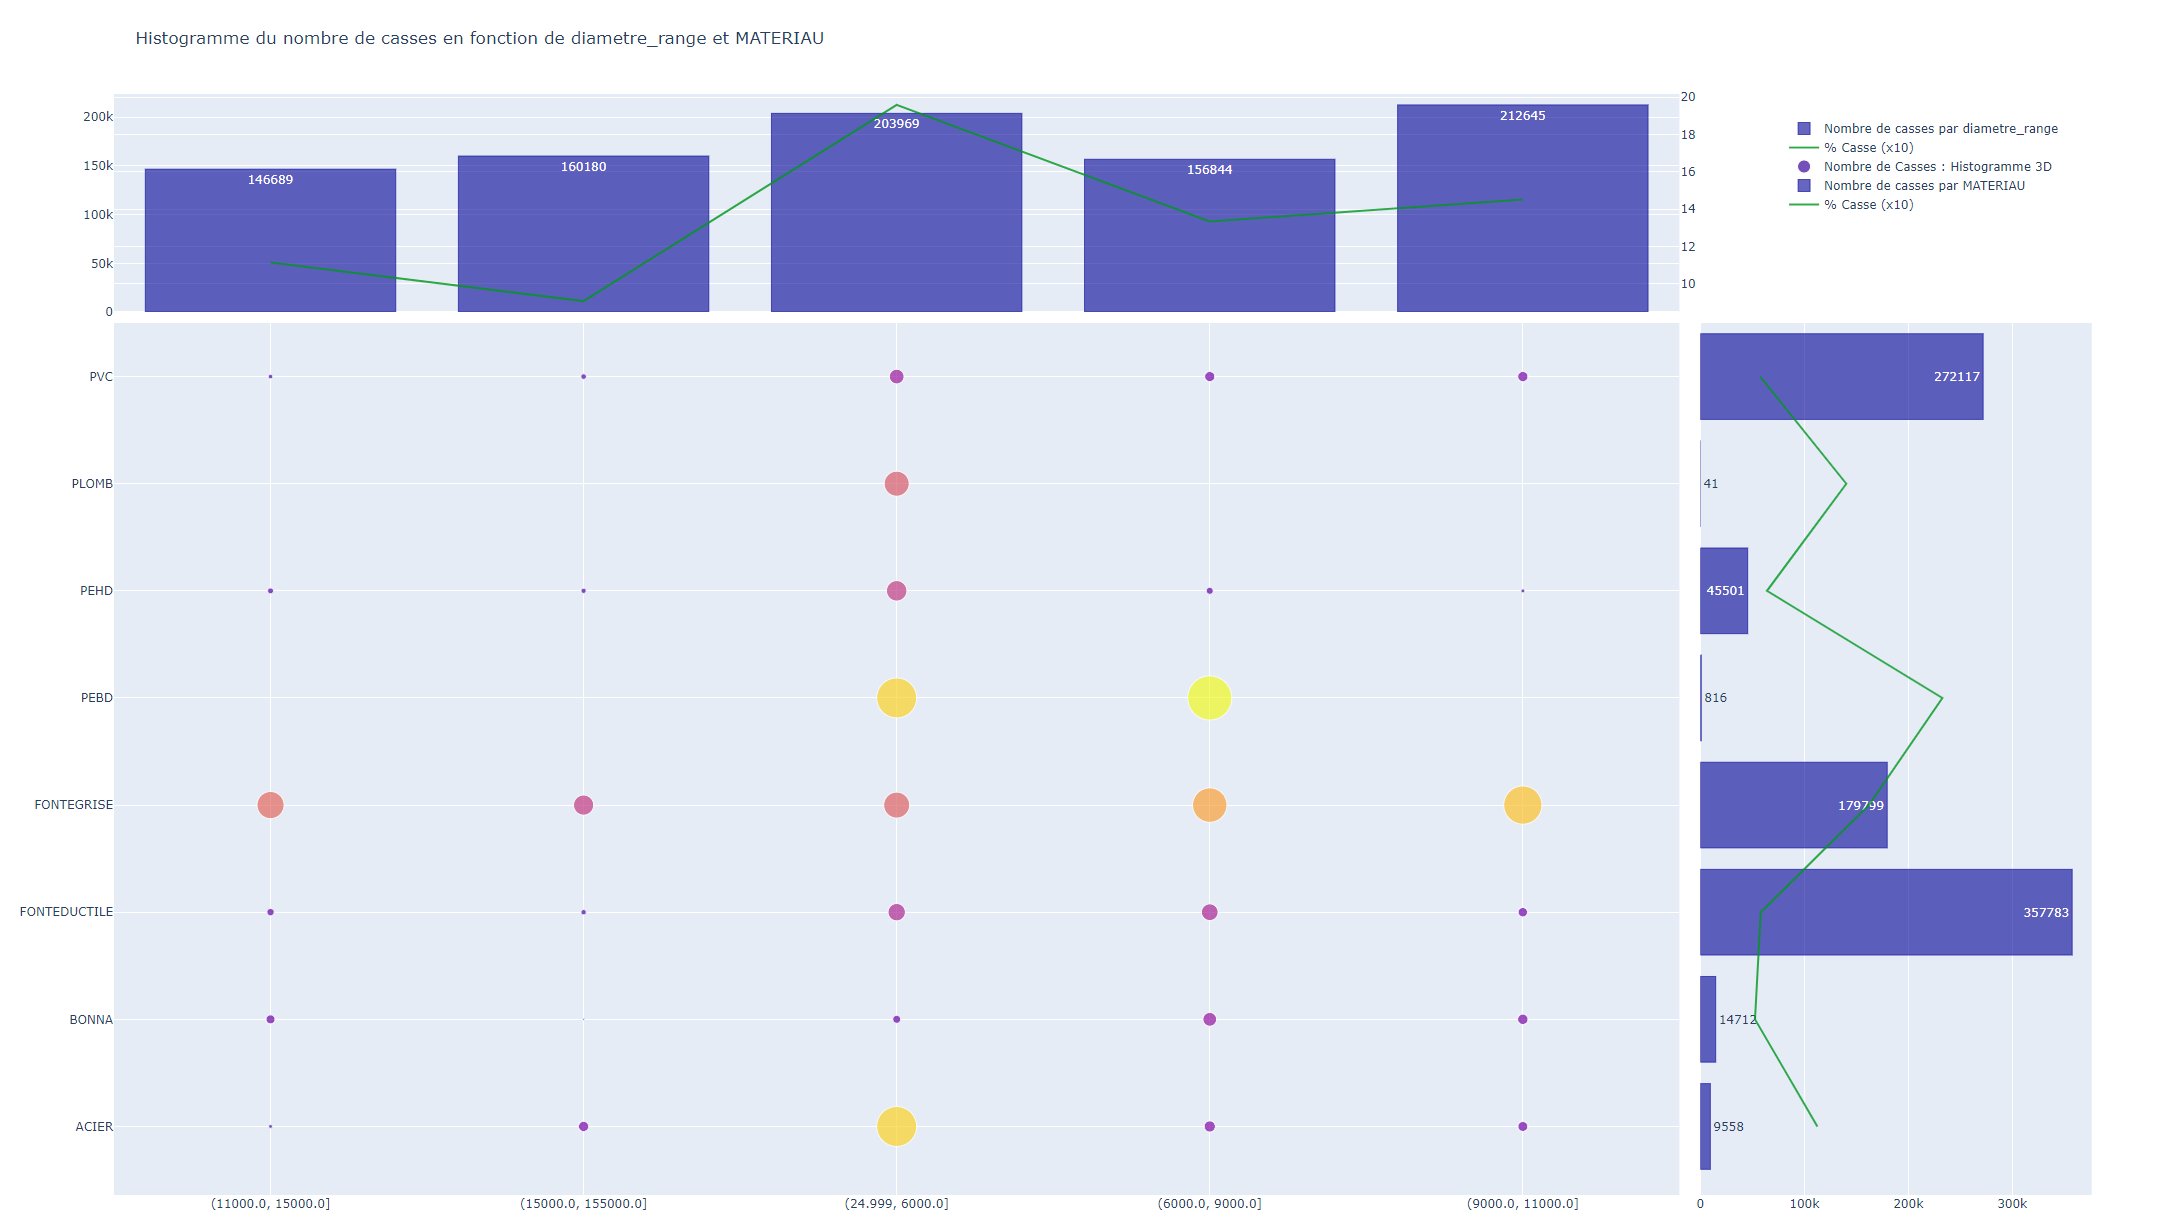 Histogramme du nombre de casses en fonction de diametre_range et MATERIAU
200k
150k
100k
50k
0
146689
160180
203969
156844
212645
20
18
16
14
12
10
Nombre de casses par diametre_range
% Casse (x10)
Nombre de Casses : Histogramme 3D
Nombre de casses par MATERIAU
% Casse (x10)
PVC
PLOMB
PEHD
PEBD
FONTEGRISE
FONTEDUCTILE
BONNA
ACIER
272117
41
45501
816
179799
357783
14712
9558
(11000.0, 15000.0]
(15000.0, 155000.0]
(24.999, 6000.0]
(6000.0, 9000.0]
(9000.0, 11000.0]
0
100k
200k
300k